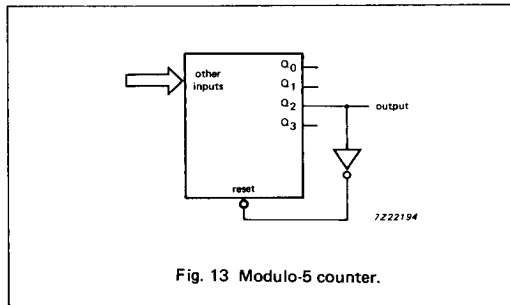 other
inputs
Q0
Q1
Q2
Q3
output
reset
7Z22194
Fig. 13 Modulo-5 counter.